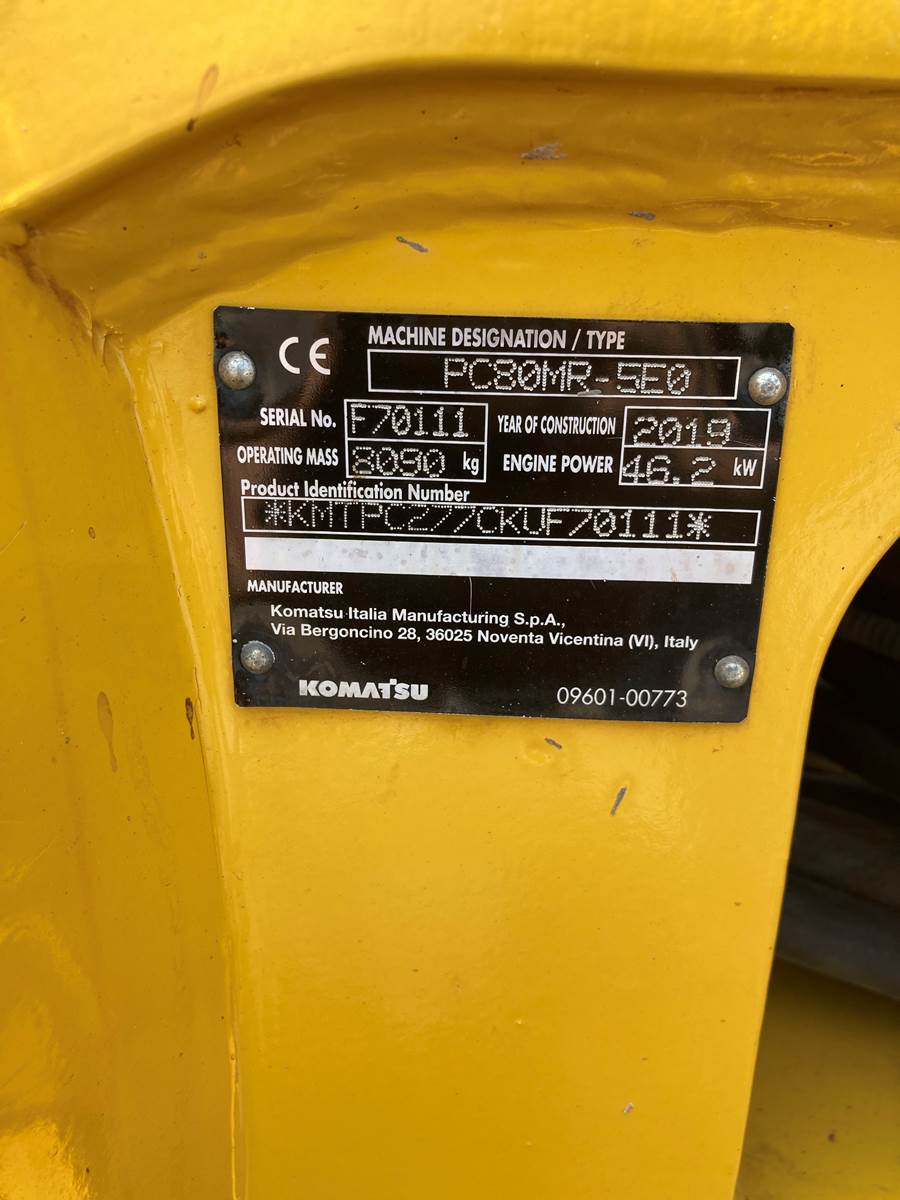 CE MACHINE DESIGNATION / TYPE
PC80MR-5E0
SERIAL No. F70111 YEAR OF CONSTRUCTION 2019
OPERATING MASS 8090 kg ENGINE POWER 46.2 kW
Product Identification Number
*KMTPC277CKVF70111*
MANUFACTURER
Komatsu Italia Manufacturing S.p.A.,
Via Bergoncino 28, 36025 Noventa Vicentina (VI), Italy
KOMATSU 09601-00773